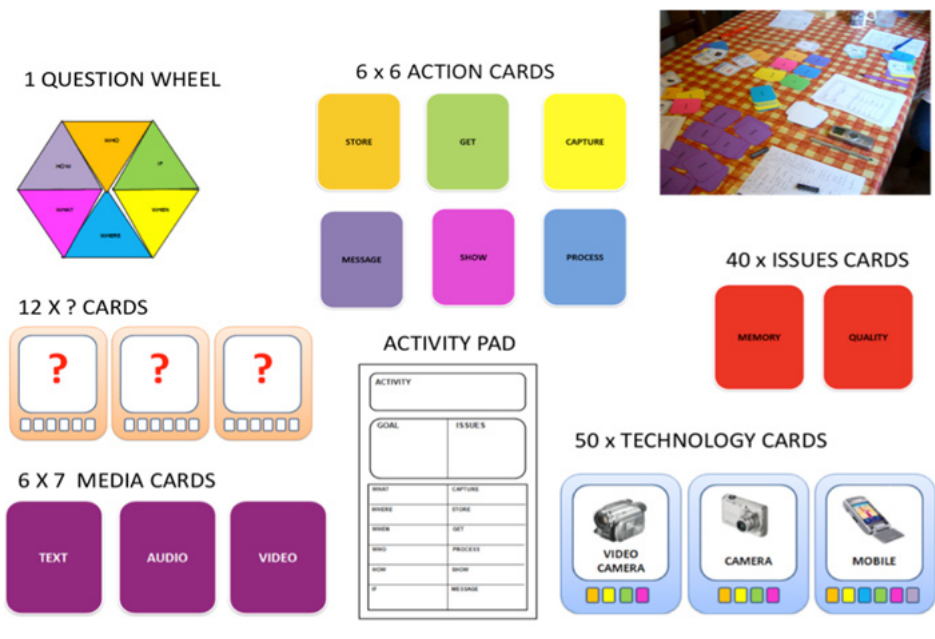 1 QUESTION WHEEL
WHO
IF
WHEN
WHERE
WHAT
HOW
6 x 6 ACTION CARDS
STORE
GET
CAPTURE
MESSAGE
SHOW
PROCESS
40 x ISSUES CARDS
MEMORY
QUALITY
12 X ? CARDS
? ? ?
ACTIVITY PAD
ACTIVITY
GOAL ISSUES
WHAT CAPTURE
WHERE STORE
WHEN GET
WHO PROCESS
HOW SHOW
IF MESSAGE
6 X 7 MEDIA CARDS
TEXT
AUDIO
VIDEO
50 x TECHNOLOGY CARDS
VIDEO
CAMERA
CAMERA
MOBILE